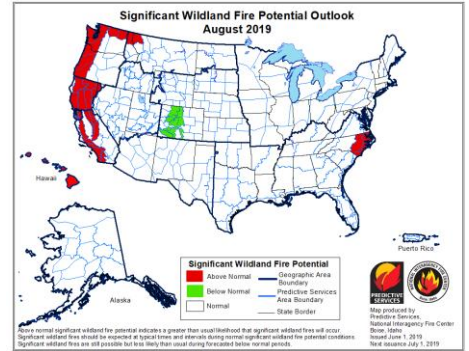 Significant Wildland Fire Potential Outlook
August 2019
Hawaii
Alaska
Puerto Rico
Significant Wildland Fire Potential
Above Normal
Below Normal
Normal
Geographic Area
Boundary
Predictive Services
Area Boundary
State Border
PREDICTIVE
SERVICES
Map produced by
Predictive Services,
National Interagency Fire Center
Boise, Idaho
Issued June 1, 2019
Next issuance July 1, 2019
Above normal significant wildland fire potential indicates a greater than usual likelihood that significant wildland fires will occur.
Significant wildland fires should be expected at typical times and intervals during normal significant wildland fire potential conditions.
Significant wildland fires are still possible but less likely than usual during forecasted below normal periods.